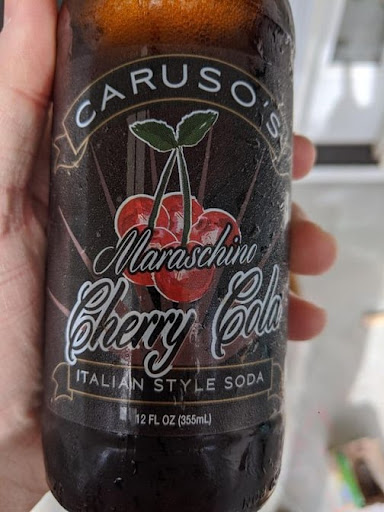 CARUSO'S
Maraschino
Cherry Cola
ITALIAN STYLE SODA
12 FL OZ (355mL)